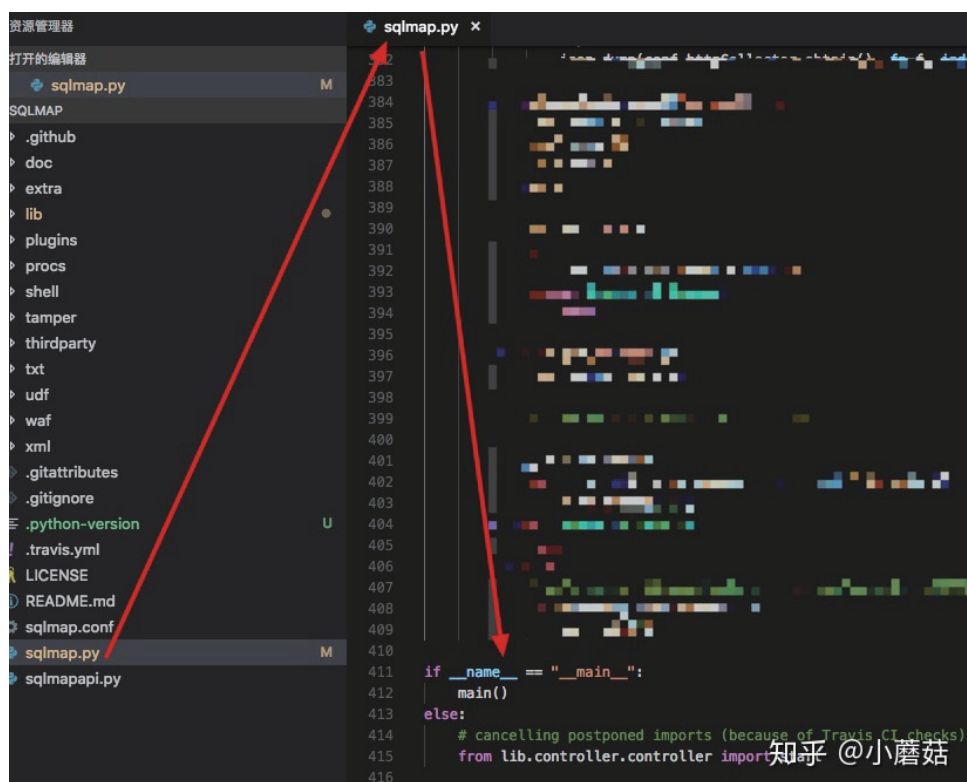 资源管理器
打开的编辑器
sqlmap.py M
SQLMAP
.github
doc
extra
lib
plugins
procs
shell
tamper
thirdparty
txt
udf
waf
xml
.gitattributes
.gitignore
.python-version U
.travis.yml
LICENSE
README.md
sqlmap.conf
sqlmap.py M
sqlmapapi.py
sqlmap.py ×
383
384
385
386
387
388
389
390
391
392
393
394
395
396
397
398
399
400
401
402
403
404
405
406
407
408
409
410
411 if __name__ == "__main__":
412 main()
413 else:
414 # cancelling postponed imports (because of Travis CI checks)
415 from lib.controller.controller import
416
知乎 @小蘑菇